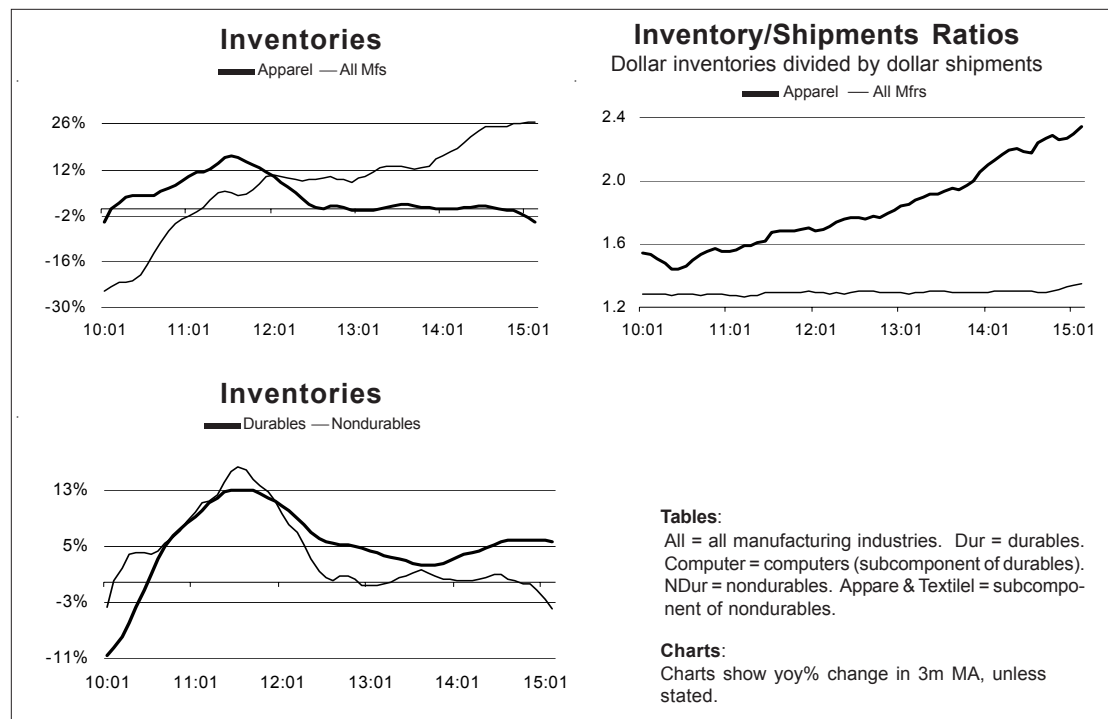 Inventories
Apparel All Mfs
26%
12%
-2%
-16%
-30%
10:01 11:01 12:01 13:01 14:01 15:01
Inventory/Shipments Ratios
Dollar inventories divided by dollar shipments
Apparel All Mfrs
2.4
2.0
1.6
1.2
10:01 11:01 12:01 13:01 14:01 15:01
Inventories
Durables Nondurables
13%
5%
-3%
-11%
10:01 11:01 12:01 13:01 14:01 15:01
Tables:
All = all manufacturing industries. Dur = durables.
Computer = computers (subcomponent of durables).
NDur = nondurables. Appare & Textilel = subcompo-
nent of nondurables.
Charts:
Charts show yoy% change in 3m MA, unless
stated.